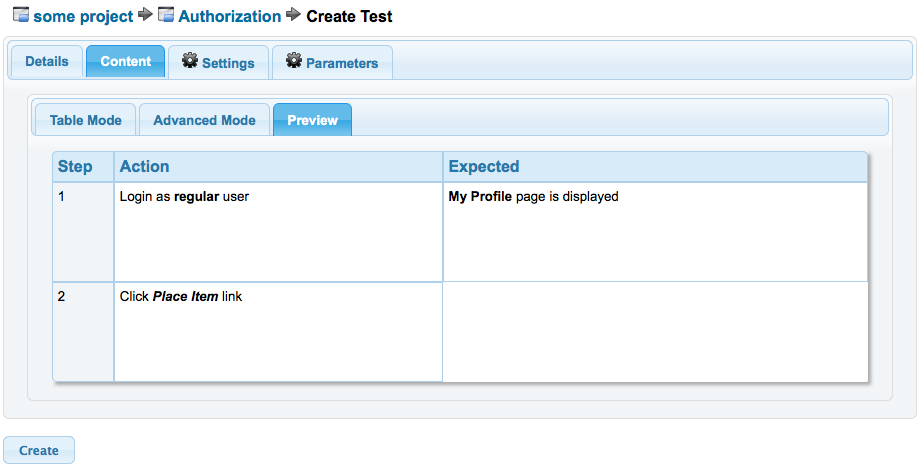 some project Authorization Create Test
Details Content Settings Parameters
Table Mode Advanced Mode Preview
Step Action Expected
1 Login as regular user My Profile page is displayed
2 Click Place Item link
Create